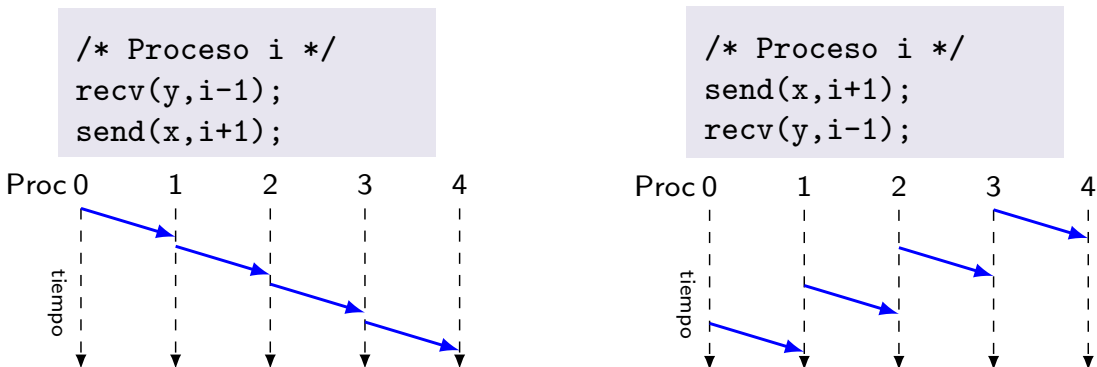 /* Proceso i */
recv(y,i-1);
send(x,i+1);
Proc 0 1 2 3 4
tiempo
/* Proceso i */
send(x,i+1);
recv(y,i-1);
Proc 0 1 2 3 4
tiempo